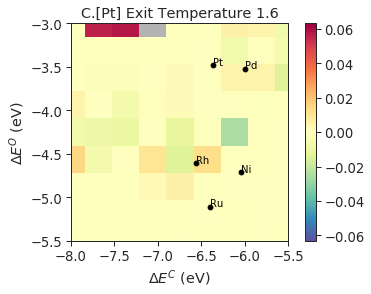 C.[Pt] Exit Temperature 1.6
−3.0
−3.5
−4.0
−4.5
−5.0
−5.5
ΔE^O (eV)
Pt
Pd
Rh
Ni
Ru
−8.0 −7.5 −7.0 −6.5 −6.0 −5.5
ΔE^C (eV)
0.06
0.04
0.02
0.00
−0.02
−0.04
−0.06